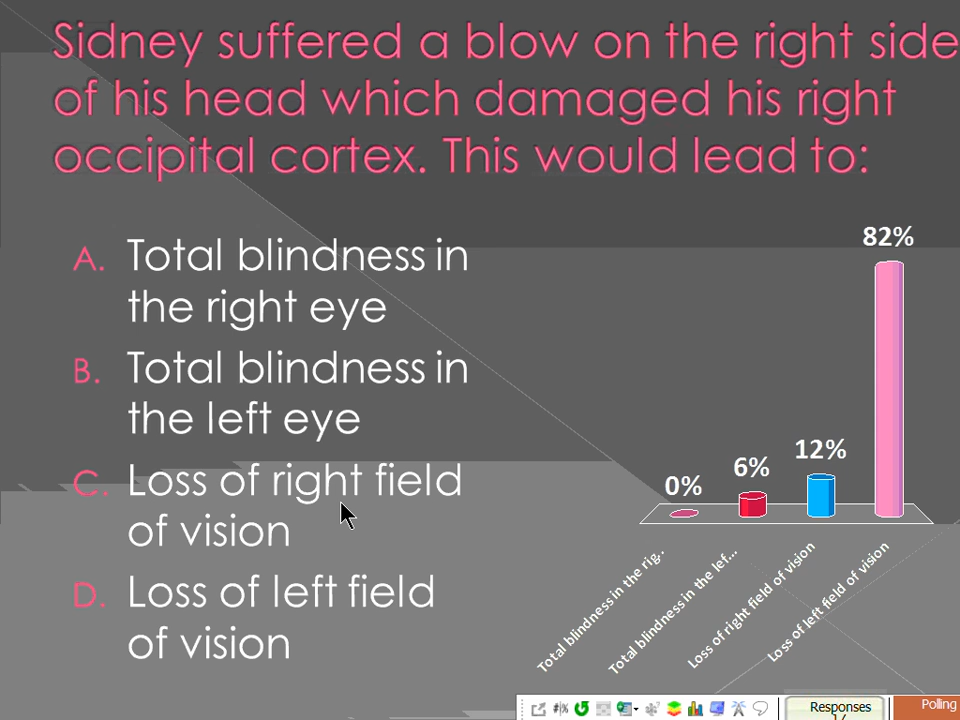 Sidney suffered a blow on the right side
of his head which damaged his right
occipital cortex. This would lead to:
A. Total blindness in
the right eye
B. Total blindness in
the left eye
C. Loss of right field
of vision
D. Loss of left field
of vision
0%
6%
12%
82%
Total blindness in the rig..
Total blindness in the lef...
Loss of right field of vision
Loss of left field of vision
Responses
Polling